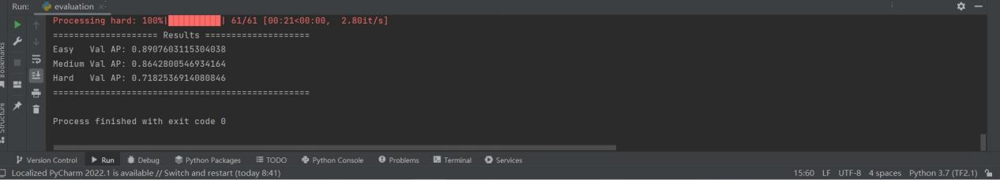 Run: evaluation
Processing hard: 100%|██████████| 61/61 [00:21<00:00, 2.80it/s]
==================== Results ====================
Easy   Val AP: 0.8907603115304038
Medium Val AP: 0.8642800546934164
Hard   Val AP: 0.7182536914080846
=================================================
Process finished with exit code 0
Bookmarks
Structure
Version Control Run Debug Python Packages TODO Python Console Problems Terminal Services
Localized PyCharm 2022.1 is available // Switch and restart (today 8:41) 15:60 LF UTF-8 4 spaces Python 3.7 (TF2.1)